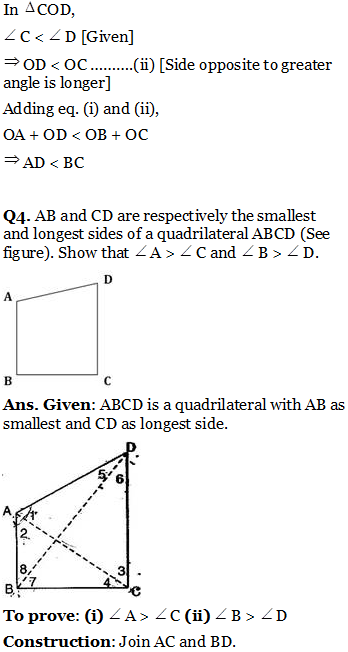 In △COD,
∠C < ∠D [Given]
⇒ OD < OC ..........(ii) [Side opposite to greater
angle is longer]
Adding eq. (i) and (ii),
OA + OD < OB + OC
⇒ AD < BC
Q4. AB and CD are respectively the smallest
and longest sides of a quadrilateral ABCD (See
figure). Show that ∠A > ∠C and ∠B > ∠D.
D
A
B C
Ans. Given: ABCD is a quadrilateral with AB as
smallest and CD as longest side.
D
5 6
A 1
2
8 3
B 7 4 C
To prove: (i) ∠A > ∠C (ii) ∠B > ∠D
Construction: Join AC and BD.